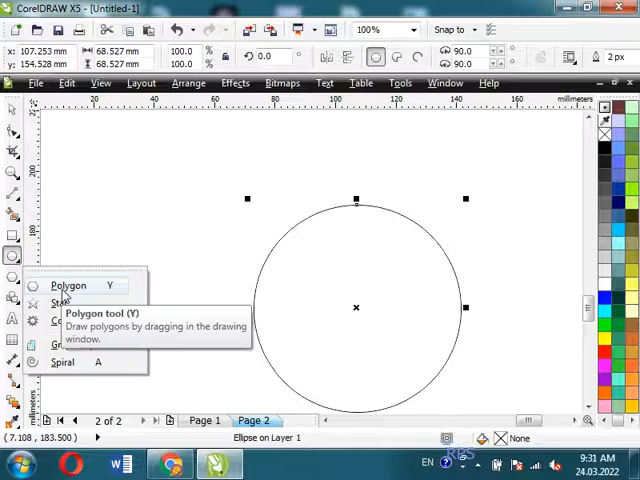 CorelDRAW X5 - [Untitled-1]
100%
Snap to
x: 107.253 mm
y: 154.528 mm
68.527 mm
68.527 mm
100.0 %
100.0 %
0.0
90.0
90.0
2 px
File Edit View Layout Arrange Effects Bitmaps Text Table Tools Window Help
20 40 60 80 100 120 140 160 millimeters
200
180
Polygon Y
Polygon tool (Y)
Draw polygons by dragging in the drawing
window.
Spiral A
millimeters
2 of 2 Page 1 Page 2
(7.108, 183.500) Ellipse on Layer 1 None
RPS
EN
9:31 AM
24.03.2022